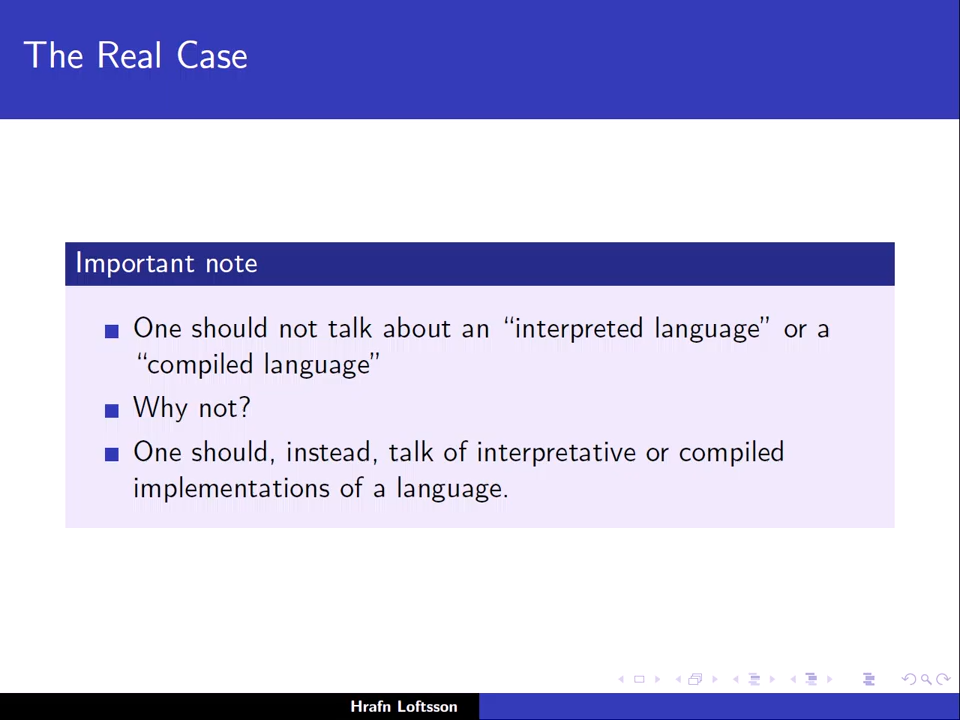 The Real Case
Important note
One should not talk about an “interpreted language” or a
“compiled language”
Why not?
One should, instead, talk of interpretative or compiled
implementations of a language.
Hrafn Loftsson